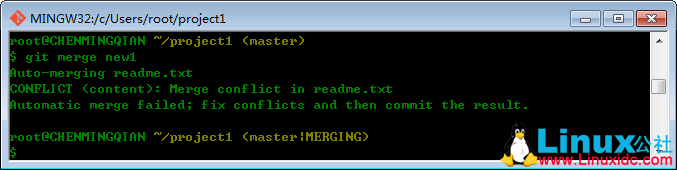 MINGW32:/c/Users/root/project1
root@CHENMINGQIAN ~/project1 (master)
$ git merge new1
Auto-merging readme.txt
CONFLICT (content): Merge conflict in readme.txt
Automatic merge failed; fix conflicts and then commit the result.
root@CHENMINGQIAN ~/project1 (master|MERGING)
$
Linux公社
www.Linuxidc.com